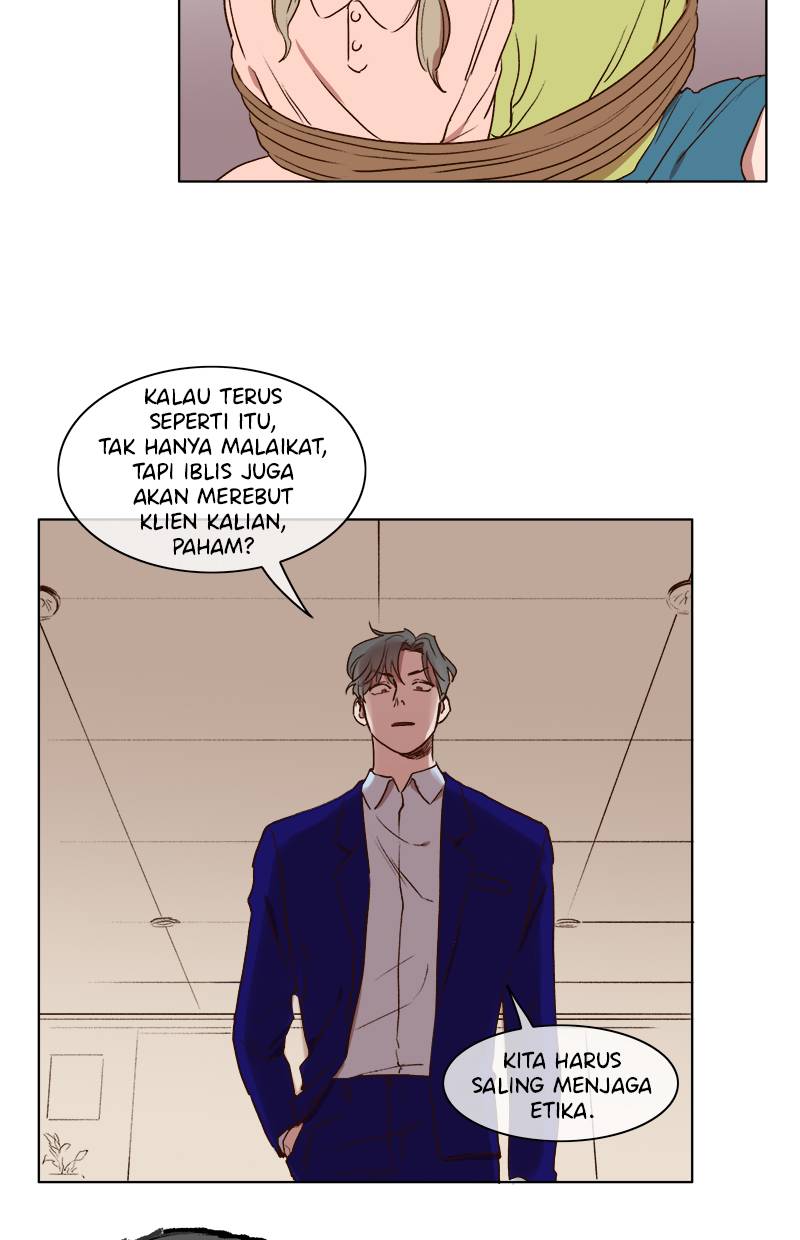 KALAU TERUS
SEPERTI ITU,
TAK HANYA MALAIKAT,
TAPI IBLIS JUGA
AKAN MEREBUT
KLIEN KALIAN,
PAHAM?
KITA HARUS
SALING MENJAGA
ETIKA.